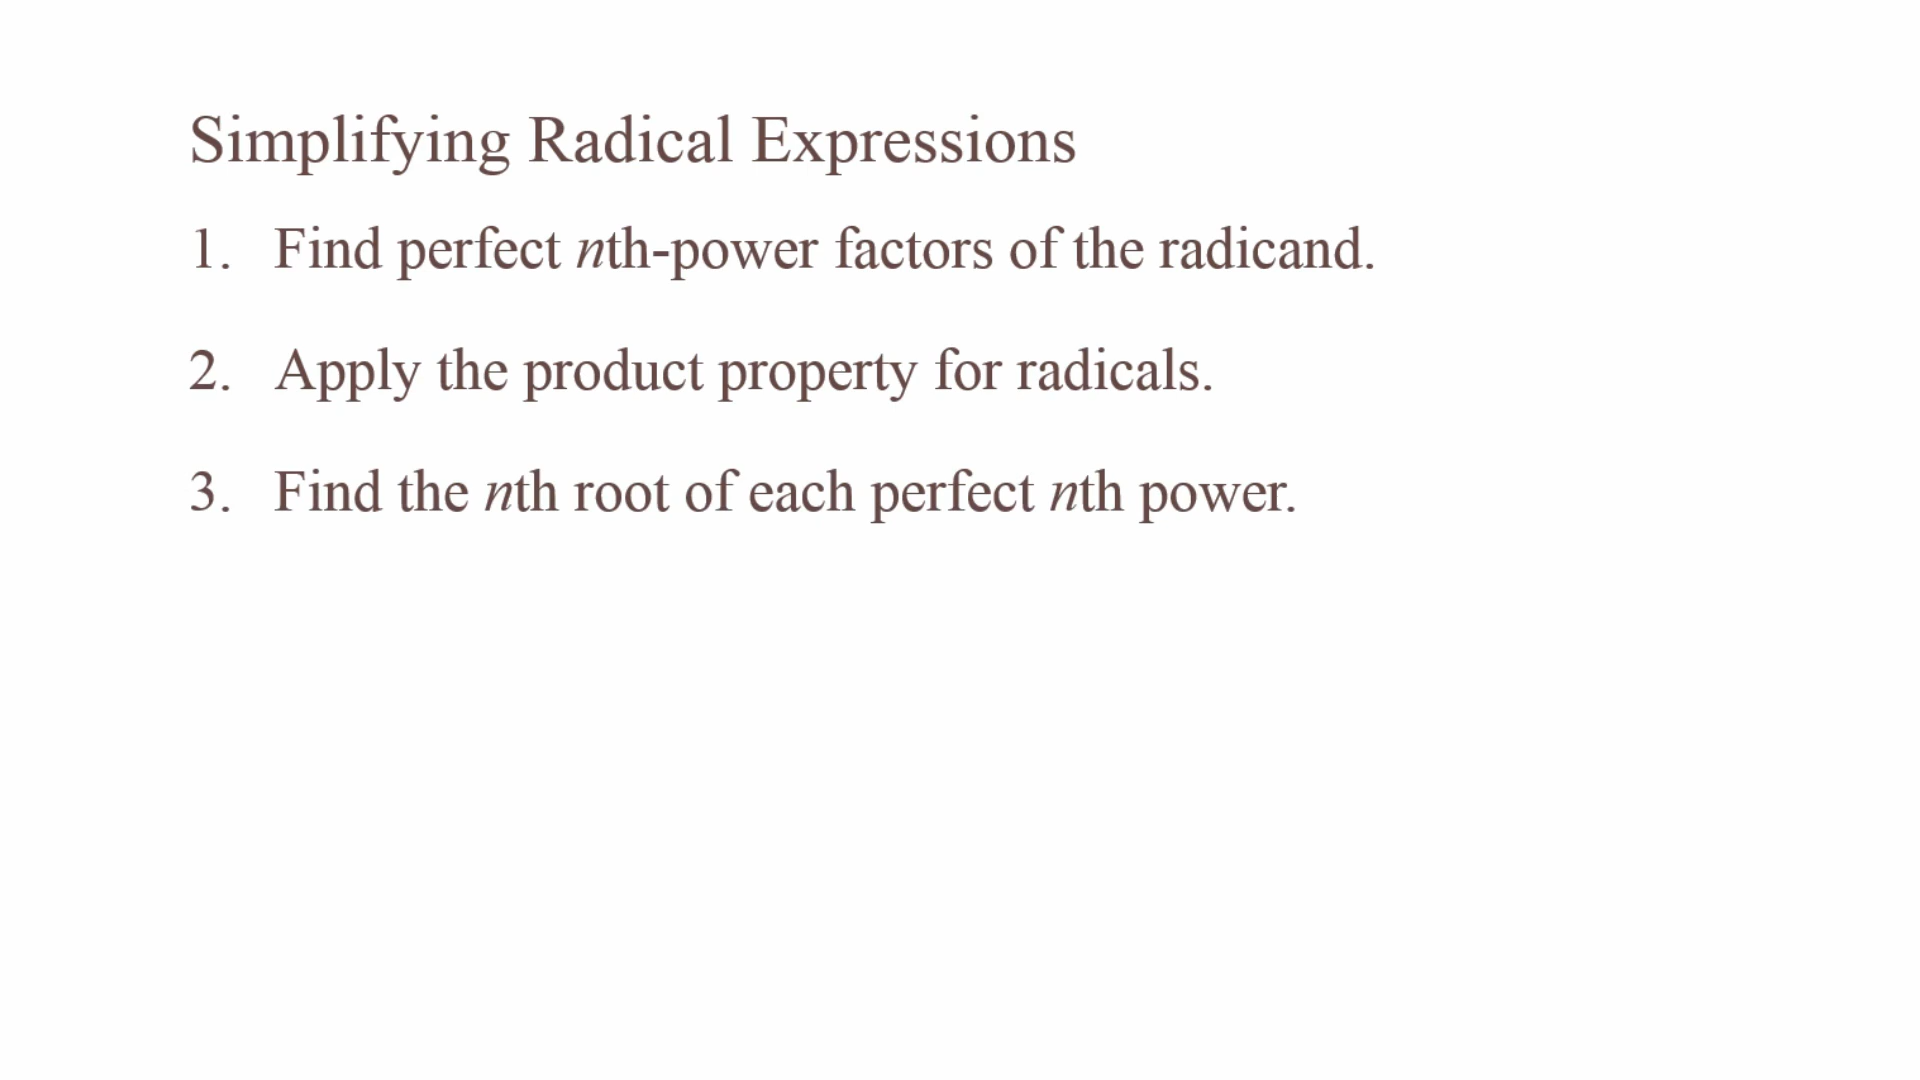 Simplifying Radical Expressions
1. Find perfect nth-power factors of the radicand.
2. Apply the product property for radicals.
3. Find the nth root of each perfect nth power.